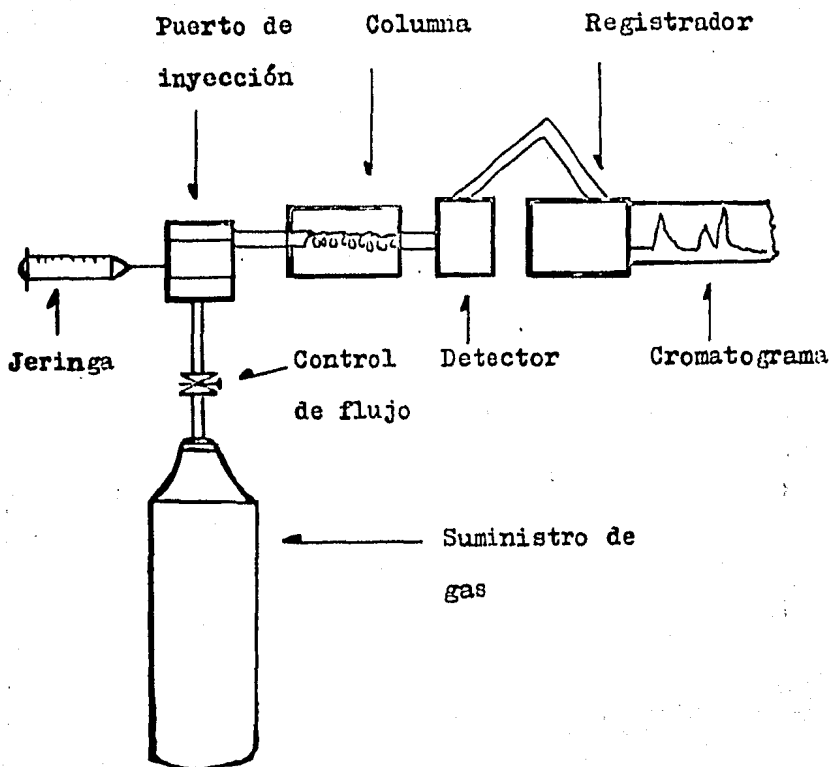 Puerto de
inyección
Columna
Registrador
Jeringa
Control
de flujo
Detector
Cromatograma
Suministro de
gas